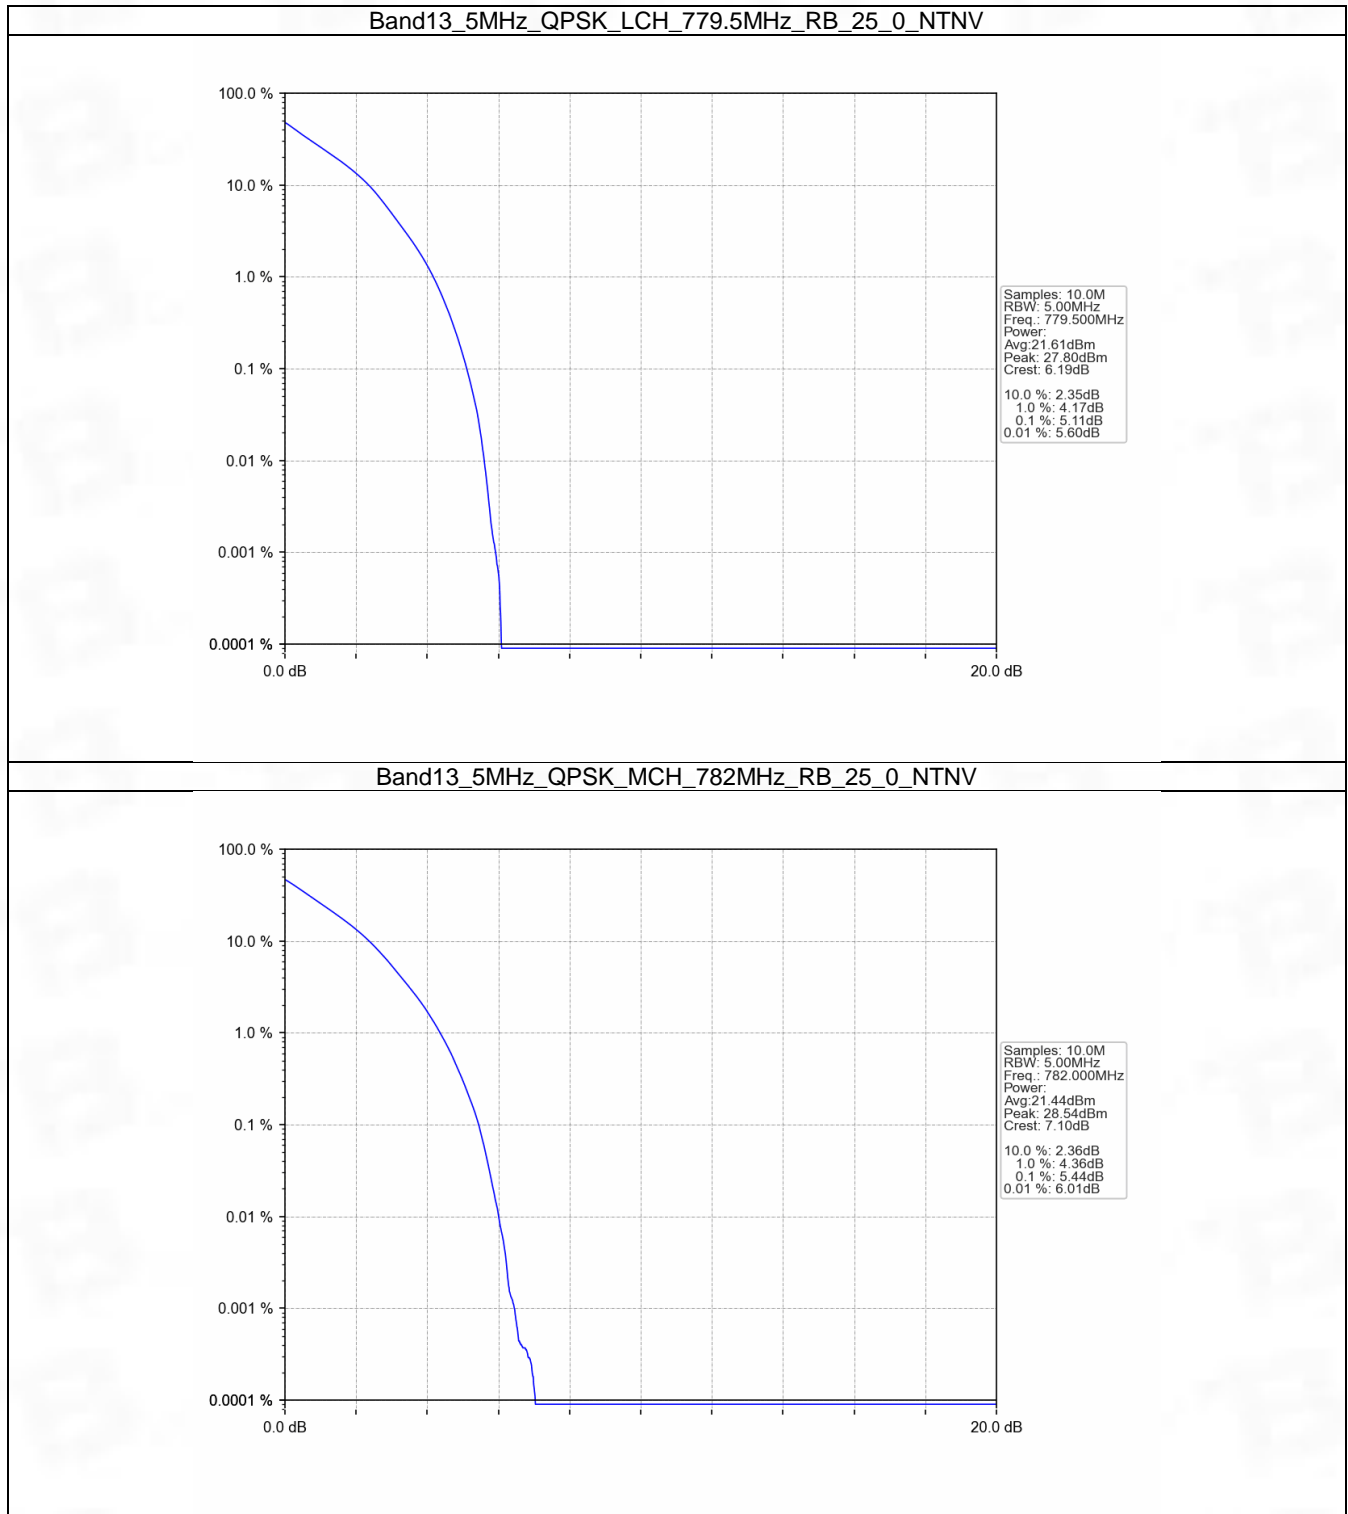 Band13_5MHz_QPSK_LCH_779.5MHz_RB_25_0_NTNV
100.0 %
10.0 %
1.0 %
0.1 %
0.01 %
0.001 %
0.0001 %
0.0 dB
20.0 dB
Samples: 10.0M
RBW: 5.00MHz
Freq.: 779.500MHz
Power:
Avg:21.61dBm
Peak: 27.80dBm
Crest: 6.19dB
10.0 %: 2.35dB
1.0 %: 4.17dB
0.1 %: 5.11dB
0.01 %: 5.60dB
Band13_5MHz_QPSK_MCH_782MHz_RB_25_0_NTNV
100.0 %
10.0 %
1.0 %
0.1 %
0.01 %
0.001 %
0.0001 %
0.0 dB
20.0 dB
Samples: 10.0M
RBW: 5.00MHz
Freq.: 782.000MHz
Power:
Avg:21.44dBm
Peak: 28.54dBm
Crest: 7.10dB
10.0 %: 2.36dB
1.0 %: 4.36dB
0.1 %: 5.44dB
0.01 %: 6.01dB